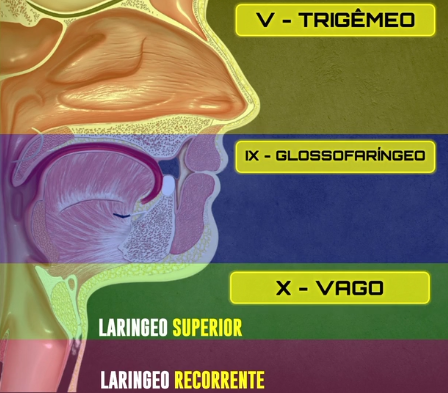 V - TRIGÊMEO
IX - GLOSSOFARÍNGEO
X - VAGO
LARINGEO SUPERIOR
LARINGEO RECORRENTE